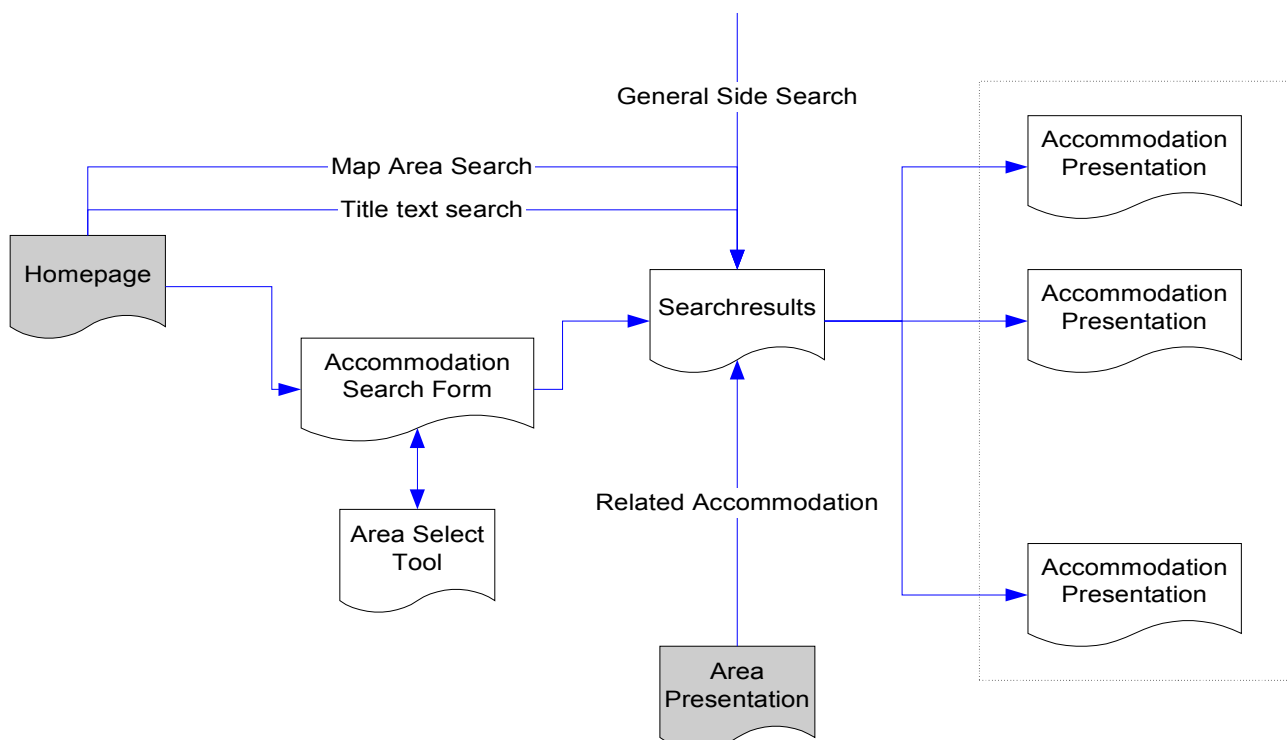 General Side Search
Map Area Search
Title text search
Homepage
Accommodation
Search Form
Area Select
Tool
Searchresults
Related Accommodation
Area
Presentation
Accommodation
Presentation
Accommodation
Presentation
Accommodation
Presentation